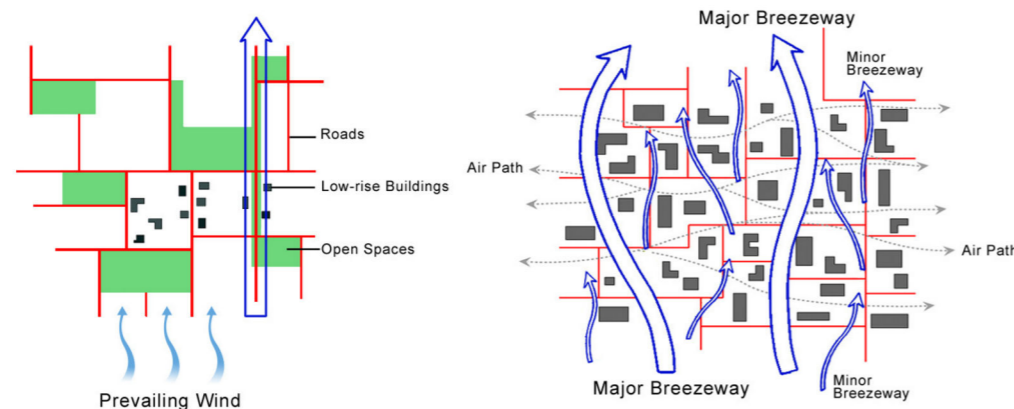 Roads
Low-rise Buildings
Open Spaces
Prevailing Wind
Major Breezeway
Minor
Breezeway
Air Path
Air Path
Major Breezeway
Minor
Breezeway